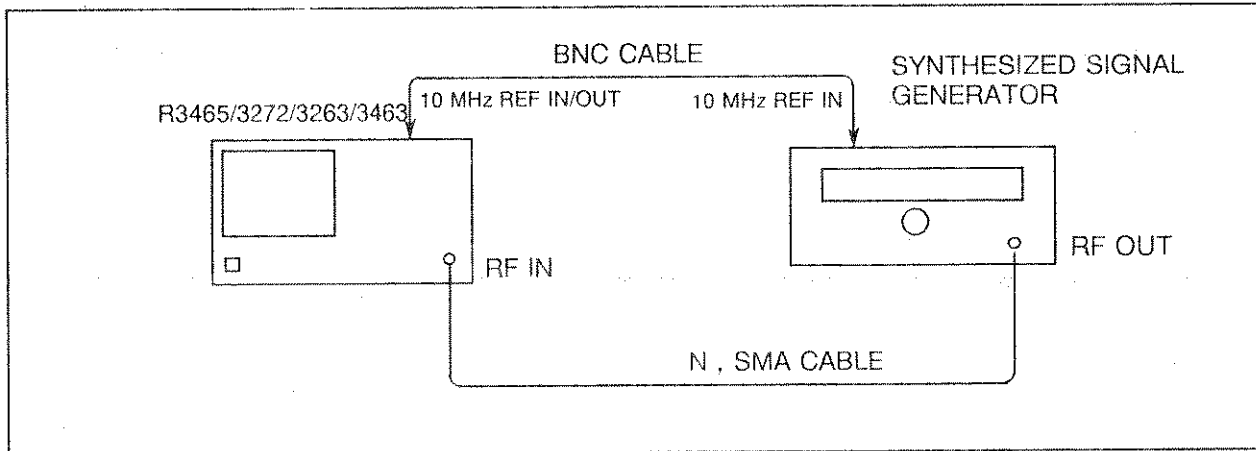 BNC CABLE
SYNTHESIZED SIGNAL
GENERATOR
10 MHz REF IN/OUT
10 MHz REF IN
R3465/3272/3263/3463
RF IN
RF OUT
N , SMA CABLE